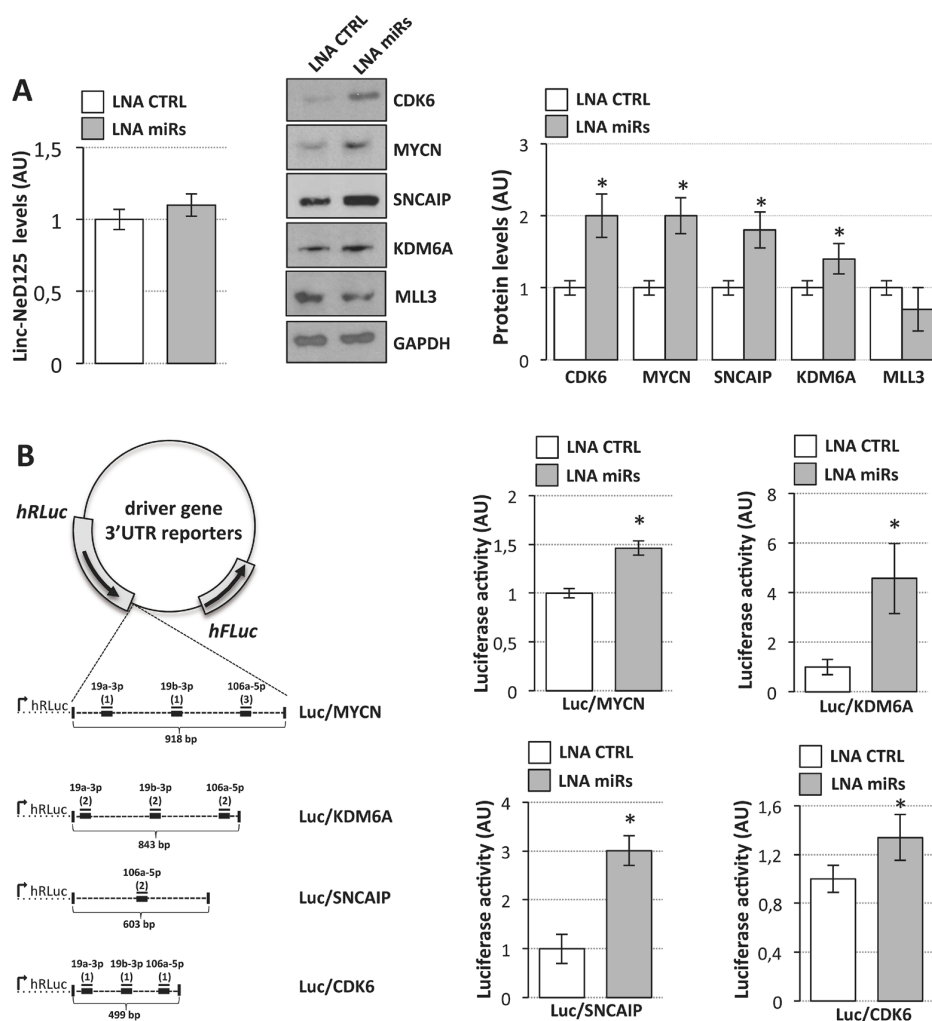 A
LNA CTRL
LNA miRs
Linc-NeD125 levels (AU)
1,5
1
0,5
0
LNA CTRL
LNA miRs
CDK6
MYCN
SNCAIP
KDM6A
MLL3
GAPDH
LNA CTRL
LNA miRs
Protein levels (AU)
3
2
1
0
CDK6
MYCN
SNCAIP
KDM6A
MLL3
*
*
*
*
B
hRLuc
driver gene
3'UTR reporters
hFLuc
19a-3p
(1)
19b-3p
(1)
106a-5p
(3)
hRLuc
918 bp
Luc/MYCN
19a-3p
(2)
19b-3p
(2)
106a-5p
(2)
hRLuc
843 bp
Luc/KDM6A
106a-5p
(2)
hRLuc
603 bp
Luc/SNCAIP
19a-3p
(1)
19b-3p
(1)
106a-5p
(1)
hRLuc
499 bp
Luc/CDK6
LNA CTRL
LNA miRs
Luciferase activity (AU)
2
1,5
1
0,5
0
*
Luc/MYCN
LNA CTRL
LNA miRs
Luciferase activity (AU)
8
6
4
2
0
*
Luc/KDM6A
LNA CTRL
LNA miRs
Luciferase activity (AU)
4
3
2
1
0
*
Luc/SNCAIP
LNA CTRL
LNA miRs
Luciferase activity (AU)
1,6
1,2
0,8
0,4
0
*
Luc/CDK6